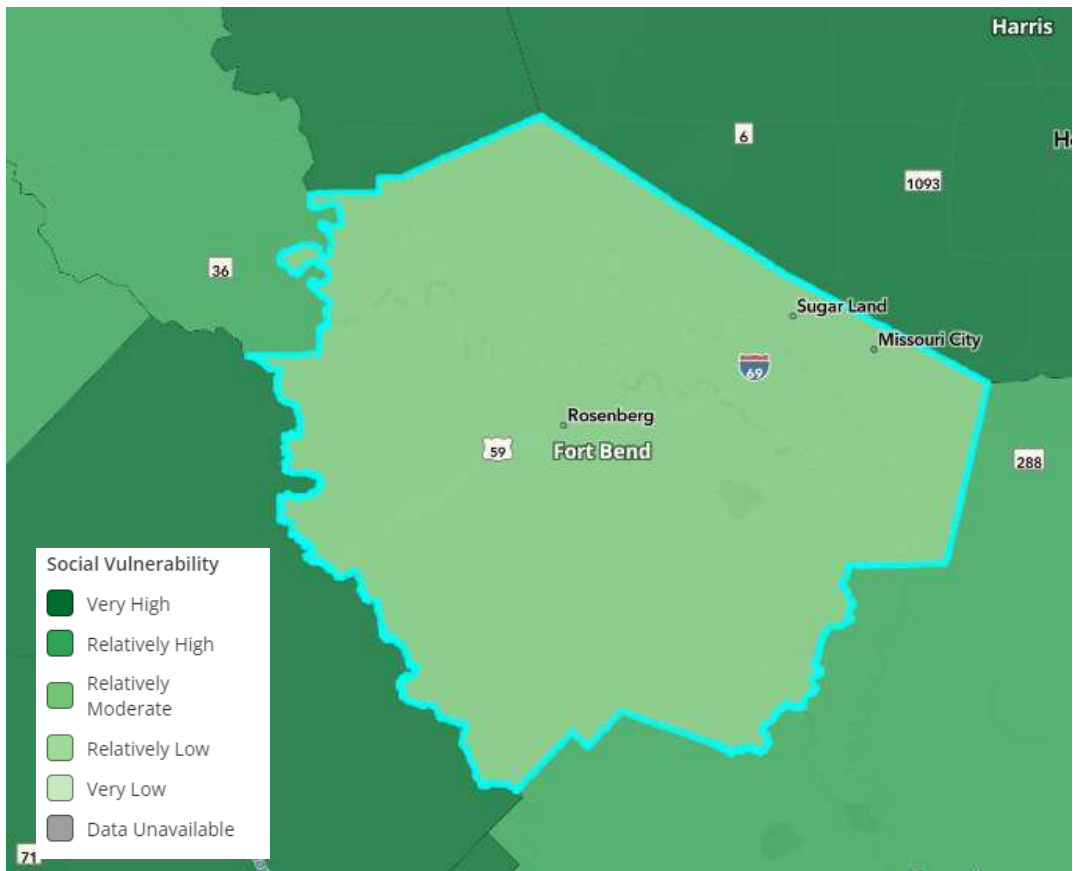 Harris
6
H
1093
36
Sugar Land
Missouri City
69
Rosenberg
59
Fort Bend
288
Social Vulnerability
Very High
Relatively High
Relatively
Moderate
Relatively Low
Very Low
Data Unavailable
71